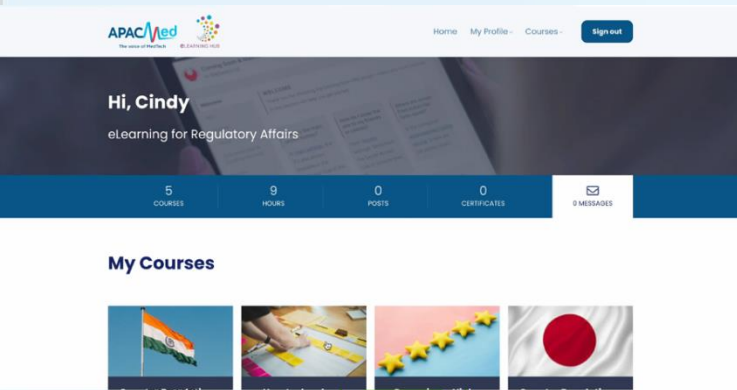 APACMed
The voice of MedTech
ELEARNING HUB
Home
My Profile
Courses
Sign out
Hi, Cindy
eLearning for Regulatory Affairs
5
COURSES
9
HOURS
0
POSTS
0
CERTIFICATES
0 MESSAGES
My Courses